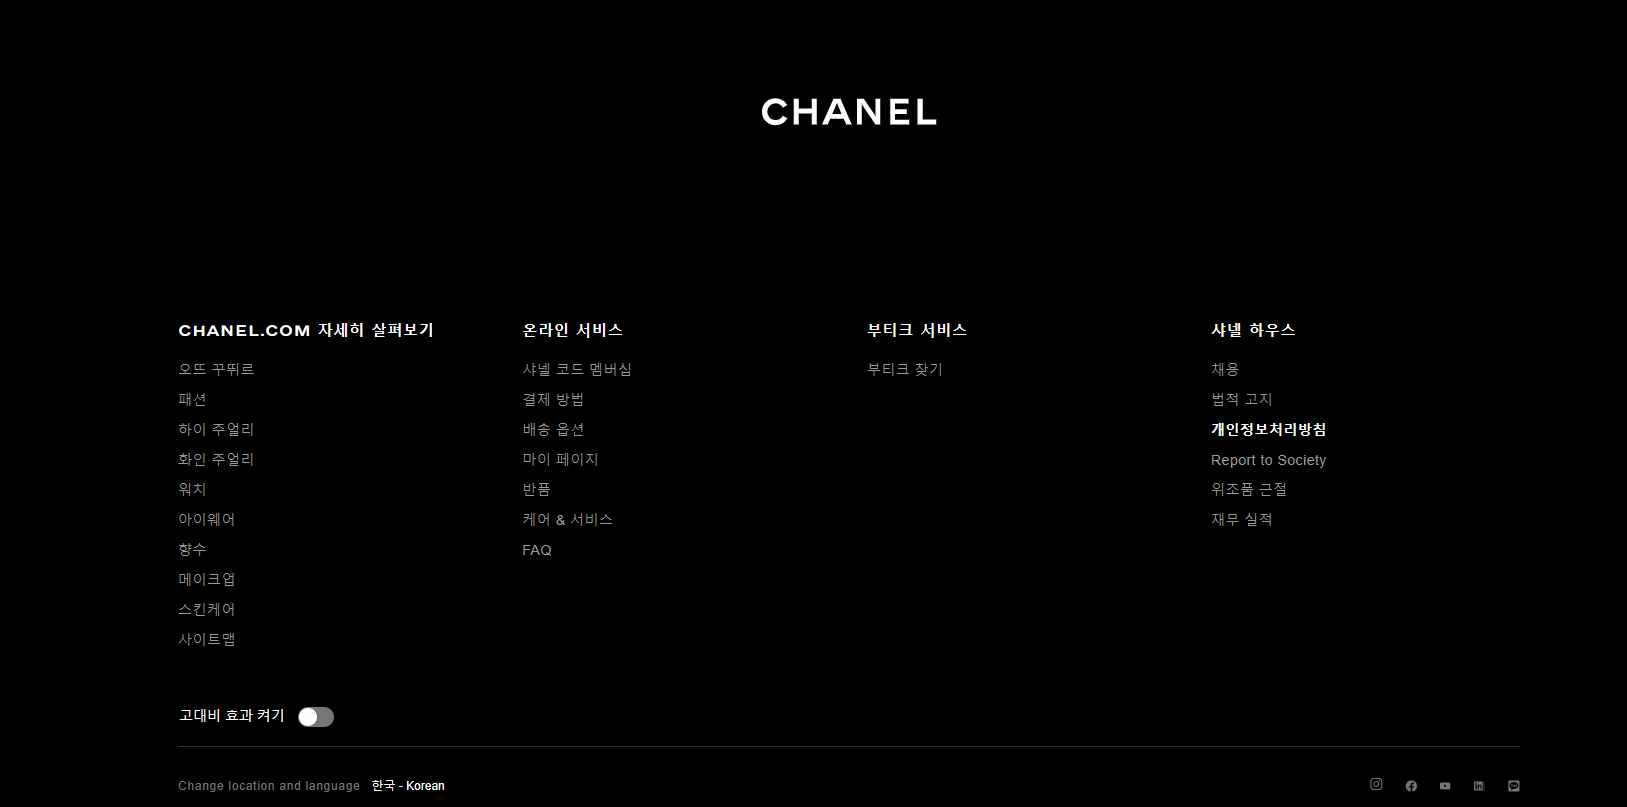 CHANEL
CHANEL.COM 자세히 살펴보기
오뜨 꾸뛰르
패션
하이 주얼리
화인 주얼리
워치
아이웨어
향수
메이크업
스킨케어
사이트맵
온라인 서비스
샤넬 코드 멤버십
결제 방법
배송 옵션
마이 페이지
반품
케어 & 서비스
FAQ
부티크 서비스
부티크 찾기
샤넬 하우스
채용
법적 고지
개인정보처리방침
Report to Society
위조품 근절
재무 실적
고대비 효과 켜기
Change location and language 한국 - Korean